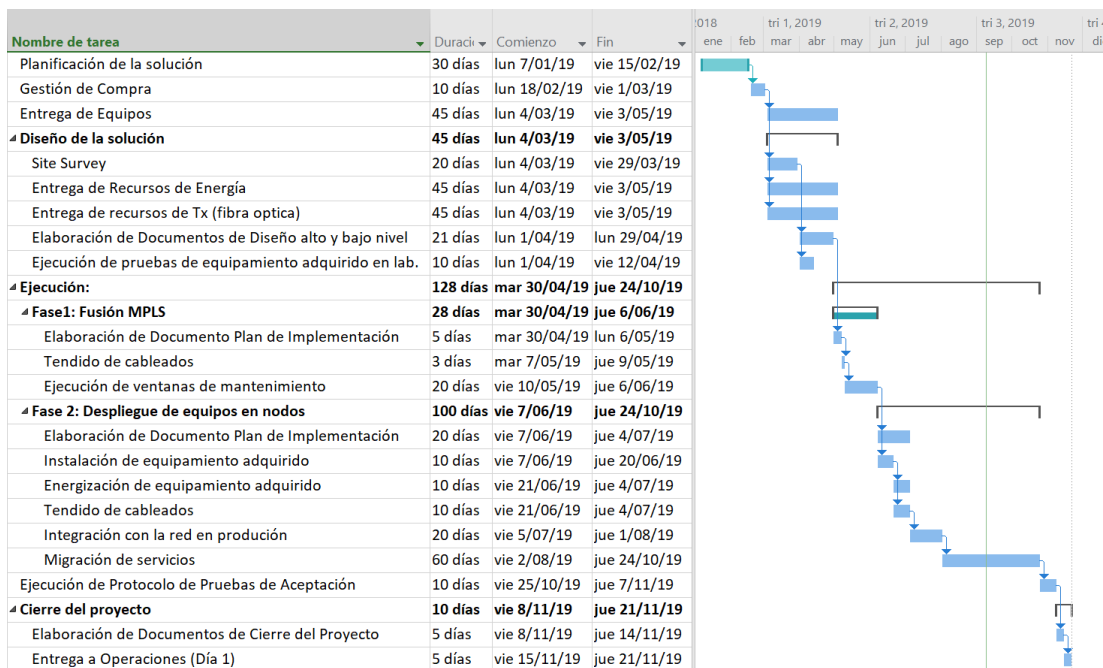 :018 tri 1, 2019 tri 2, 2019 tri 3, 2019 tri
Nombre de tarea Duraci Comienzo Fin ene feb mar abr may jun jul ago sep oct nov di
Planificación de la solución 30 días lun 7/01/19 vie 15/02/19
Gestión de Compra 10 días lun 18/02/19 vie 1/03/19
Entrega de Equipos 45 días lun 4/03/19 vie 3/05/19
Diseño de la solución 45 días lun 4/03/19 vie 3/05/19
Site Survey 20 días lun 4/03/19 vie 29/03/19
Entrega de Recursos de Energía 45 días lun 4/03/19 vie 3/05/19
Entrega de recursos de Tx (fibra optica) 45 días lun 4/03/19 vie 3/05/19
Elaboración de Documentos de Diseño alto y bajo nivel 21 días lun 1/04/19 lun 29/04/19
Ejecución de pruebas de equipamiento adquirido en lab. 10 días lun 1/04/19 vie 12/04/19
Ejecución: 128 días mar 30/04/19 jue 24/10/19
Fase1: Fusión MPLS 28 días mar 30/04/19 jue 6/06/19
Elaboración de Documento Plan de Implementación 5 días mar 30/04/19 lun 6/05/19
Tendido de cableados 3 días mar 7/05/19 jue 9/05/19
Ejecución de ventanas de mantenimiento 20 días vie 10/05/19 jue 6/06/19
Fase 2: Despliegue de equipos en nodos 100 días vie 7/06/19 jue 24/10/19
Elaboración de Documento Plan de Implementación 20 días vie 7/06/19 jue 4/07/19
Instalación de equipamiento adquirido 10 días vie 7/06/19 jue 20/06/19
Energización de equipamiento adquirido 10 días vie 21/06/19 jue 4/07/19
Tendido de cableados 10 días vie 21/06/19 jue 4/07/19
Integración con la red en produción 20 días vie 5/07/19 jue 1/08/19
Migración de servicios 60 días vie 2/08/19 jue 24/10/19
Ejecución de Protocolo de Pruebas de Aceptación 10 días vie 25/10/19 jue 7/11/19
Cierre del proyecto 10 días vie 8/11/19 jue 21/11/19
Elaboración de Documentos de Cierre del Proyecto 5 días vie 8/11/19 jue 14/11/19
Entrega a Operaciones (Día 1) 5 días vie 15/11/19 jue 21/11/19